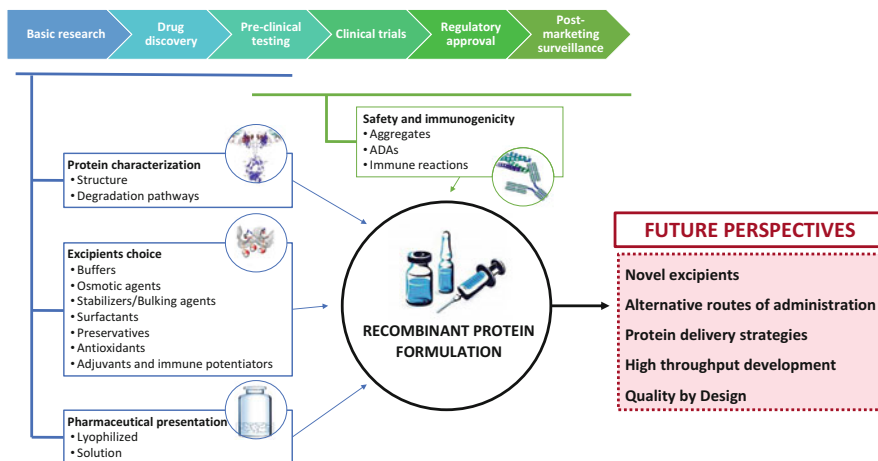 Basic research
Drug
discovery
Pre-clinical
testing
Clinical trials
Regulatory
approval
Post-
marketing
surveillance
Safety and immunogenicity
• Aggregates
• ADAs
• Immune reactions
Protein characterization
• Structure
• Degradation pathways
Excipients choice
• Buffers
• Osmotic agents
• Stabilizers/Bulking agents
• Surfactants
• Preservatives
• Antioxidants
• Adjuvants and immune potentiators
Pharmaceutical presentation
• Lyophilized
• Solution
RECOMBINANT PROTEIN
FORMULATION
FUTURE PERSPECTIVES
Novel excipients
Alternative routes of administration
Protein delivery strategies
High throughput development
Quality by Design